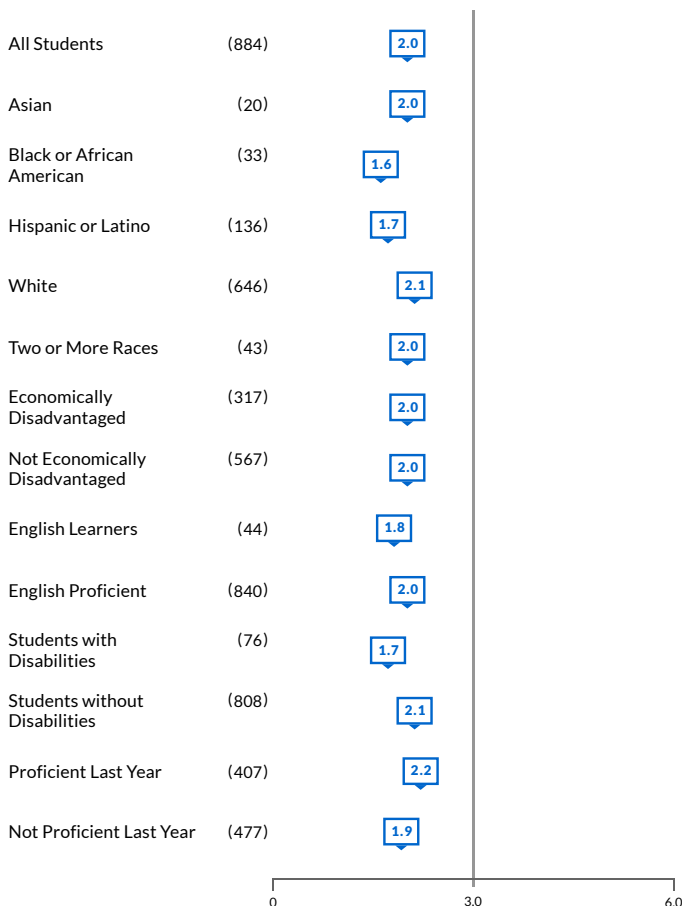 All Students (884) 2.0
Asian (20) 2.0
Black or African (33) 1.6
American
Hispanic or Latino (136) 1.7
White (646) 2.1
Two or More Races (43) 2.0
Economically (317) 2.0
Disadvantaged
Not Economically (567) 2.0
Disadvantaged
English Learners (44) 1.8
English Proficient (840) 2.0
Students with (76) 1.7
Disabilities
Students without (808) 2.1
Disabilities
Proficient Last Year (407) 2.2
Not Proficient Last Year (477) 1.9
0 3.0 6.0